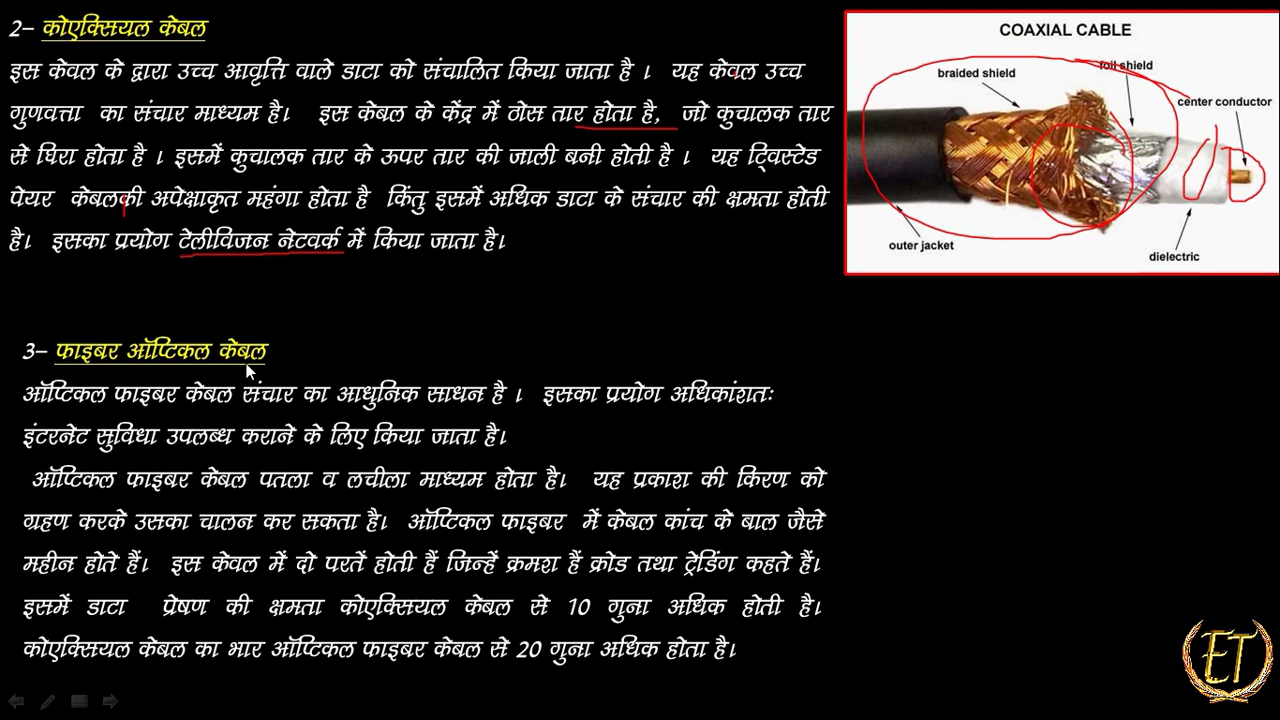 2– कोएक्सियल केबल
इस केवल के द्वारा उच्च आवृत्ति वाले डाटा को संचालित किया जाता है । यह केवल उच्च
गुणवत्ता का संचार माध्यम है। इस केबल के केंद्र में ठोस तार होता है, जो कुचालक तार
से घिरा होता है । इसमें कुचालक तार के ऊपर तार की जाली बनी होती है । यह ट्विस्टेड
पेयर केबलकी अपेक्षाकृत महंगा होता है किंतु इसमें अधिक डाटा के संचार की क्षमता होती
है। इसका प्रयोग टेलीविजन नेटवर्क में किया जाता है।
COAXIAL CABLE
braided shield
foil shield
center conductor
outer jacket
dielectric
3– फाइबर ऑप्टिकल केबल
ऑप्टिकल फाइबर केबल संचार का आधुनिक साधन है । इसका प्रयोग अधिकांशतः
इंटरनेट सुविधा उपलब्ध कराने के लिए किया जाता है।
ऑप्टिकल फाइबर केबल पतला व लचीला माध्यम होता है। यह प्रकाश की किरण को
ग्रहण करके उसका चालन कर सकता है। ऑप्टिकल फाइबर में केबल कांच के बाल जैसे
महीन होते हैं। इस केवल में दो परतें होती हैं जिन्हें क्रमश हैं क्रोड तथा ट्रेडिंग कहते हैं।
इसमें डाटा प्रेषण की क्षमता कोएक्सियल केबल से 10 गुना अधिक होती है।
कोएक्सियल केबल का भार ऑप्टिकल फाइबर केबल से 20 गुना अधिक होता है।
ET